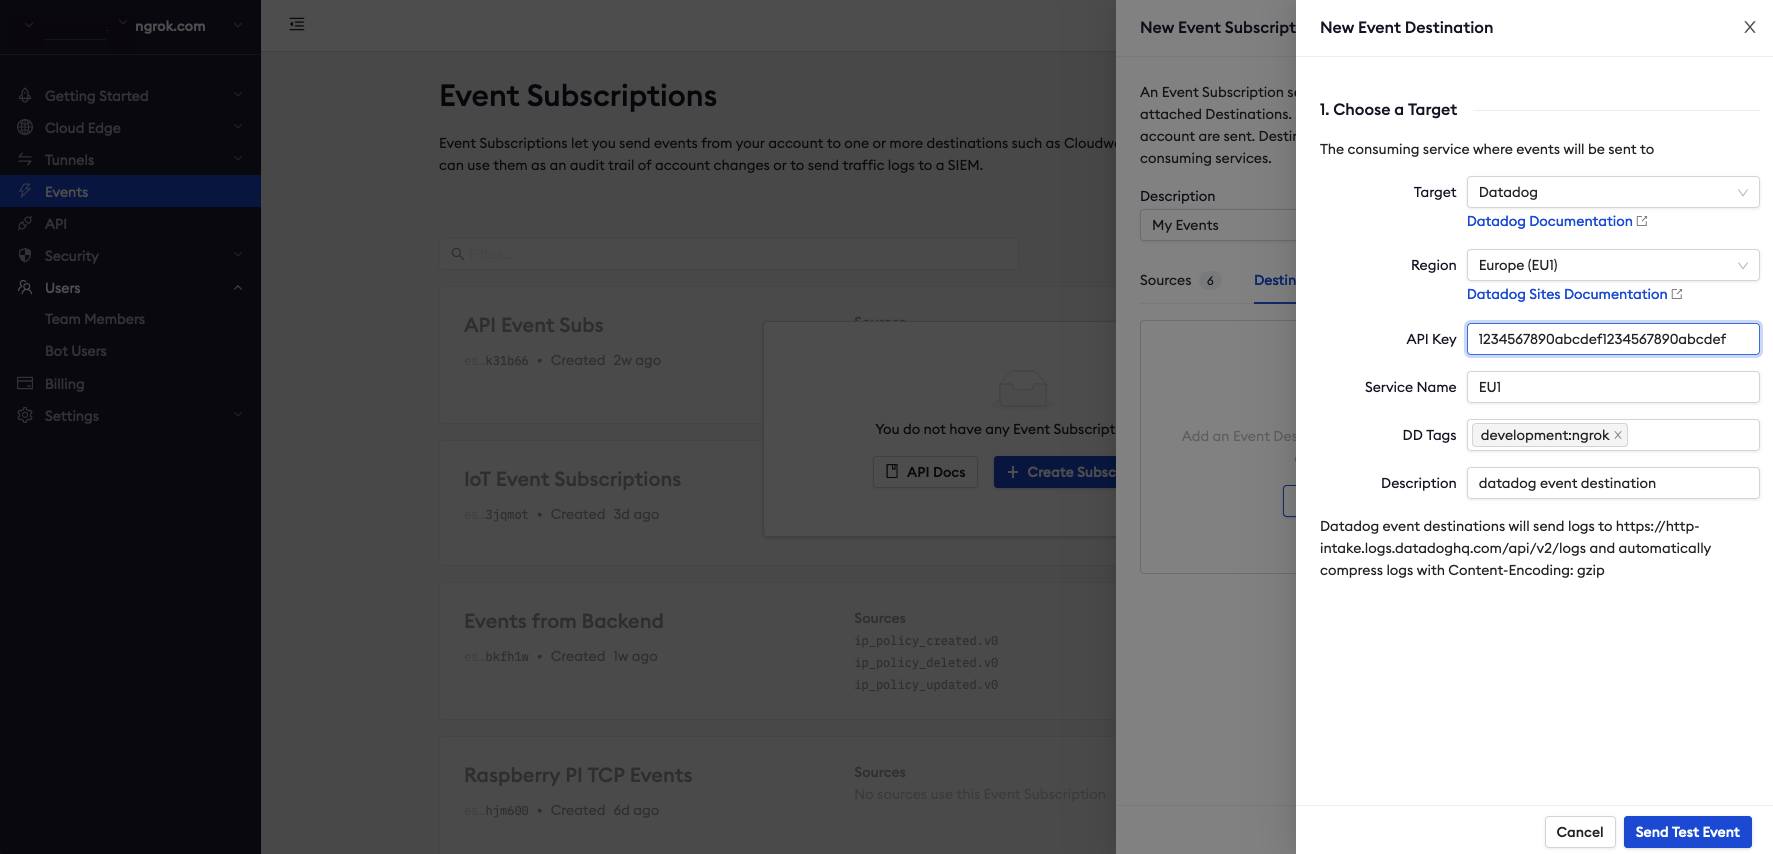 ngrok.com
Getting Started
Cloud Edge
Tunnels
Events
API
Security
Users
Team Members
Bot Users
Billing
Settings
Event Subscriptions
Event Subscriptions let you send events from your account to one or more destinations such as Cloudw
can use them as an audit trail of account changes or to send traffic logs to a SIEM.
Filter...
API Event Subs
Sources
es_k31b66 • Created 2w ago
You do not have any Event Subscript
API Docs
+ Create Subsc
IoT Event Subscriptions
es_3jqmot • Created 3d ago
Events from Backend
es_bkfh1w • Created 1w ago
Sources
ip_policy_created.v0
ip_policy_deleted.v0
ip_policy_updated.v0
Raspberry PI TCP Events
es_hjm600 • Created 6d ago
Sources
No sources use this Event Subscription
New Event Subscript
An Event Subscription s
attached Destinations.
account are sent. Destin
consuming services.
Description
My Events
Sources 6
Destin
Add an Event Des
New Event Destination
1. Choose a Target
The consuming service where events will be sent to
Target Datadog
Datadog Documentation
Region Europe (EU1)
Datadog Sites Documentation
API Key 1234567890abcdef1234567890abcdef
Service Name EU1
DD Tags development:ngrok
Description datadog event destination
Datadog event destinations will send logs to https://http-
intake.logs.datadoghq.com/api/v2/logs and automatically
compress logs with Content-Encoding: gzip
Cancel
Send Test Event